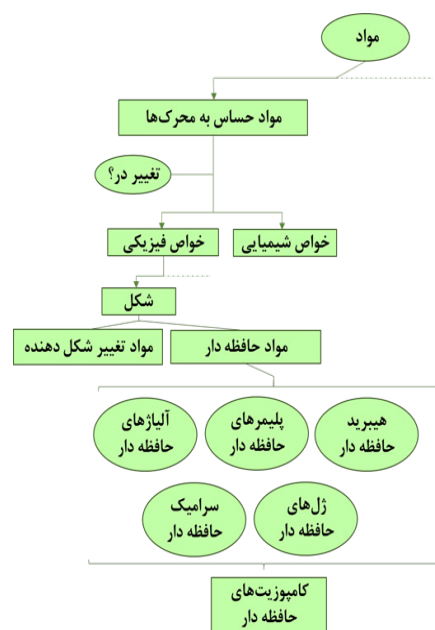 مواد
مواد حساس به محرک‌ها
تغییر در؟
خواص فیزیکی
خواص شیمیایی
شکل
مواد تغییر شکل دهنده
مواد حافظه دار
هیبرید
حافظه دار
پلیمرهای
حافظه دار
آلیاژهای
حافظه دار
ژل‌های
حافظه دار
سرامیک
حافظه دار
کامپوزیت‌های
حافظه دار